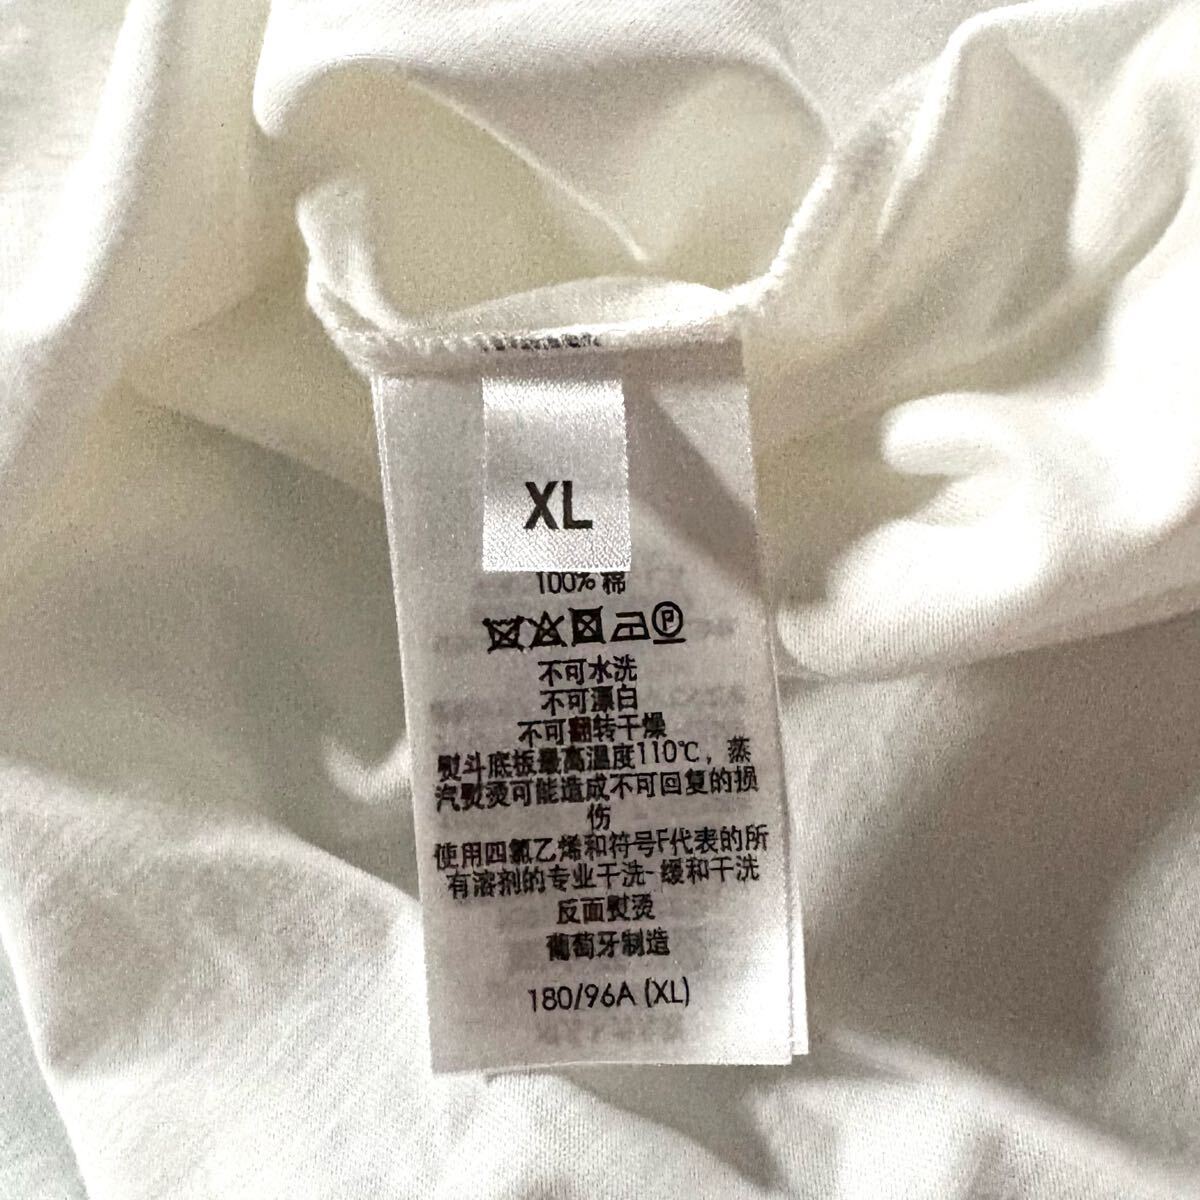 XL
100% 棉
P
不可水洗
不可漂白
不可翻转干燥
熨斗底板最高温度110℃，蒸
汽熨烫可能造成不可回复的损
伤
使用四氯乙烯和符号F代表的所
有溶剂的专业干洗-缓和干洗
反面熨烫
葡萄牙制造
180/96A (XL)